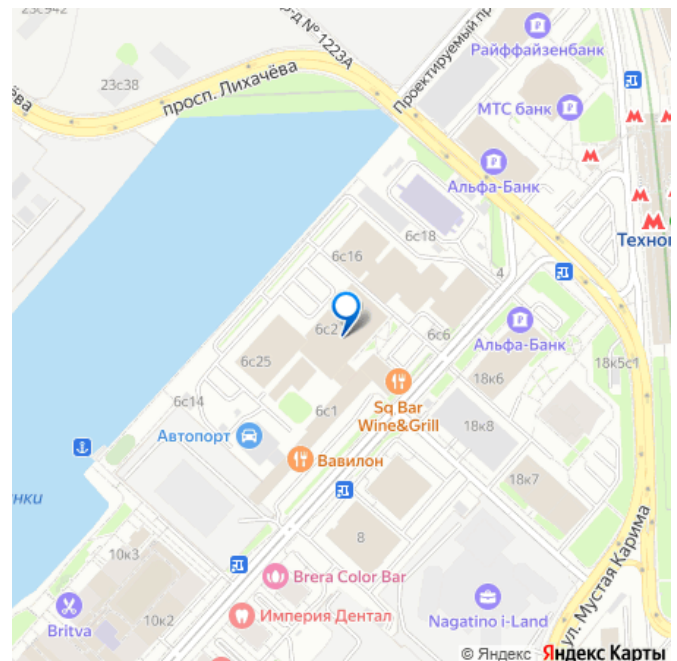 23с942
р-д № 1223А
Проектируемый пр
Райффайзенбанк
23с38
просп. Лихачёва
ёва
МТС банк
Альфа-Банк
Техно
6с18
6с16
4
6с2
6с6
Альфа-Банк
18к5с1
6с25
18к6
6с14
Sq Bar
Wine&Grill
6с1
18к8
Автопорт
Вавилон
18к7
нки
8
10к3
Brera Color Bar
ул. Мустая Карима
Britva
10к2
Империя Дентал
Nagatino i-Land
© Яндекс Яндекс Карты